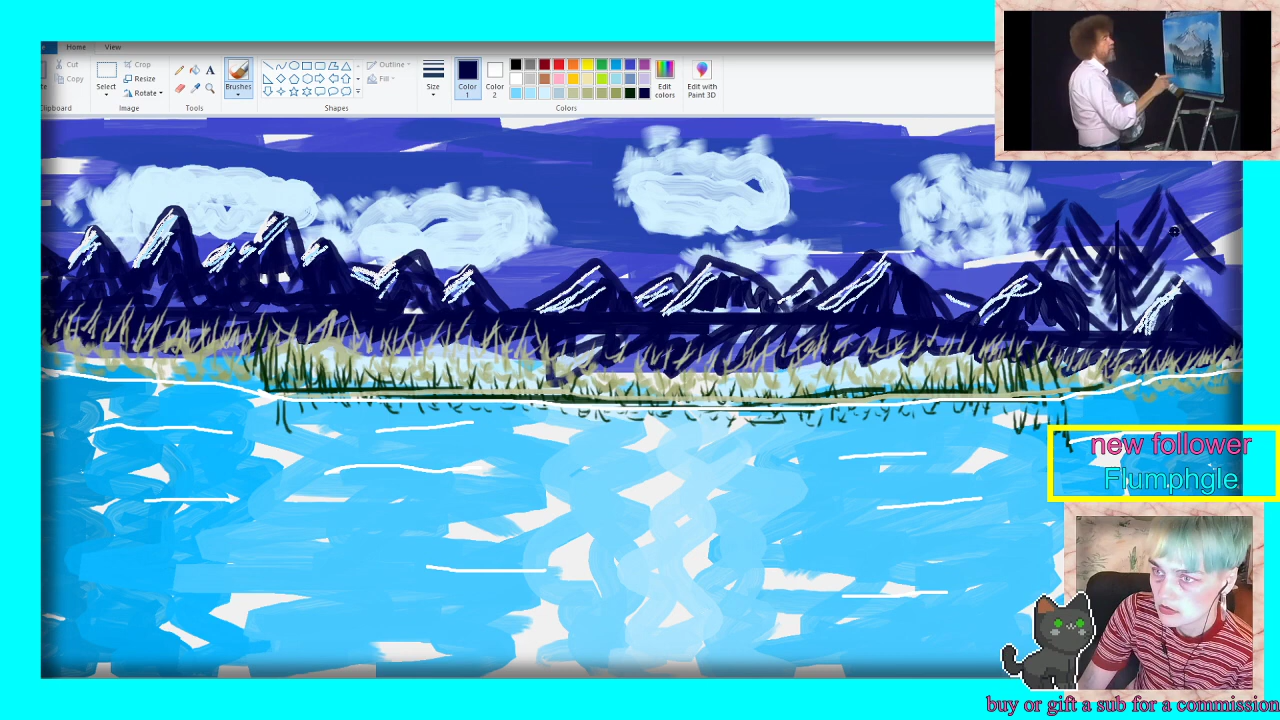 Home View
Cut
Copy
Clipboard
Select
Crop
Resize
Rotate
Image
Tools
Brushes
Shapes
Outline
Fill
Size
Color
1
Color
2
Edit
colors
Colors
Edit with
Paint 3D
new follower
Flumphgle
buy or gift a sub for a commission